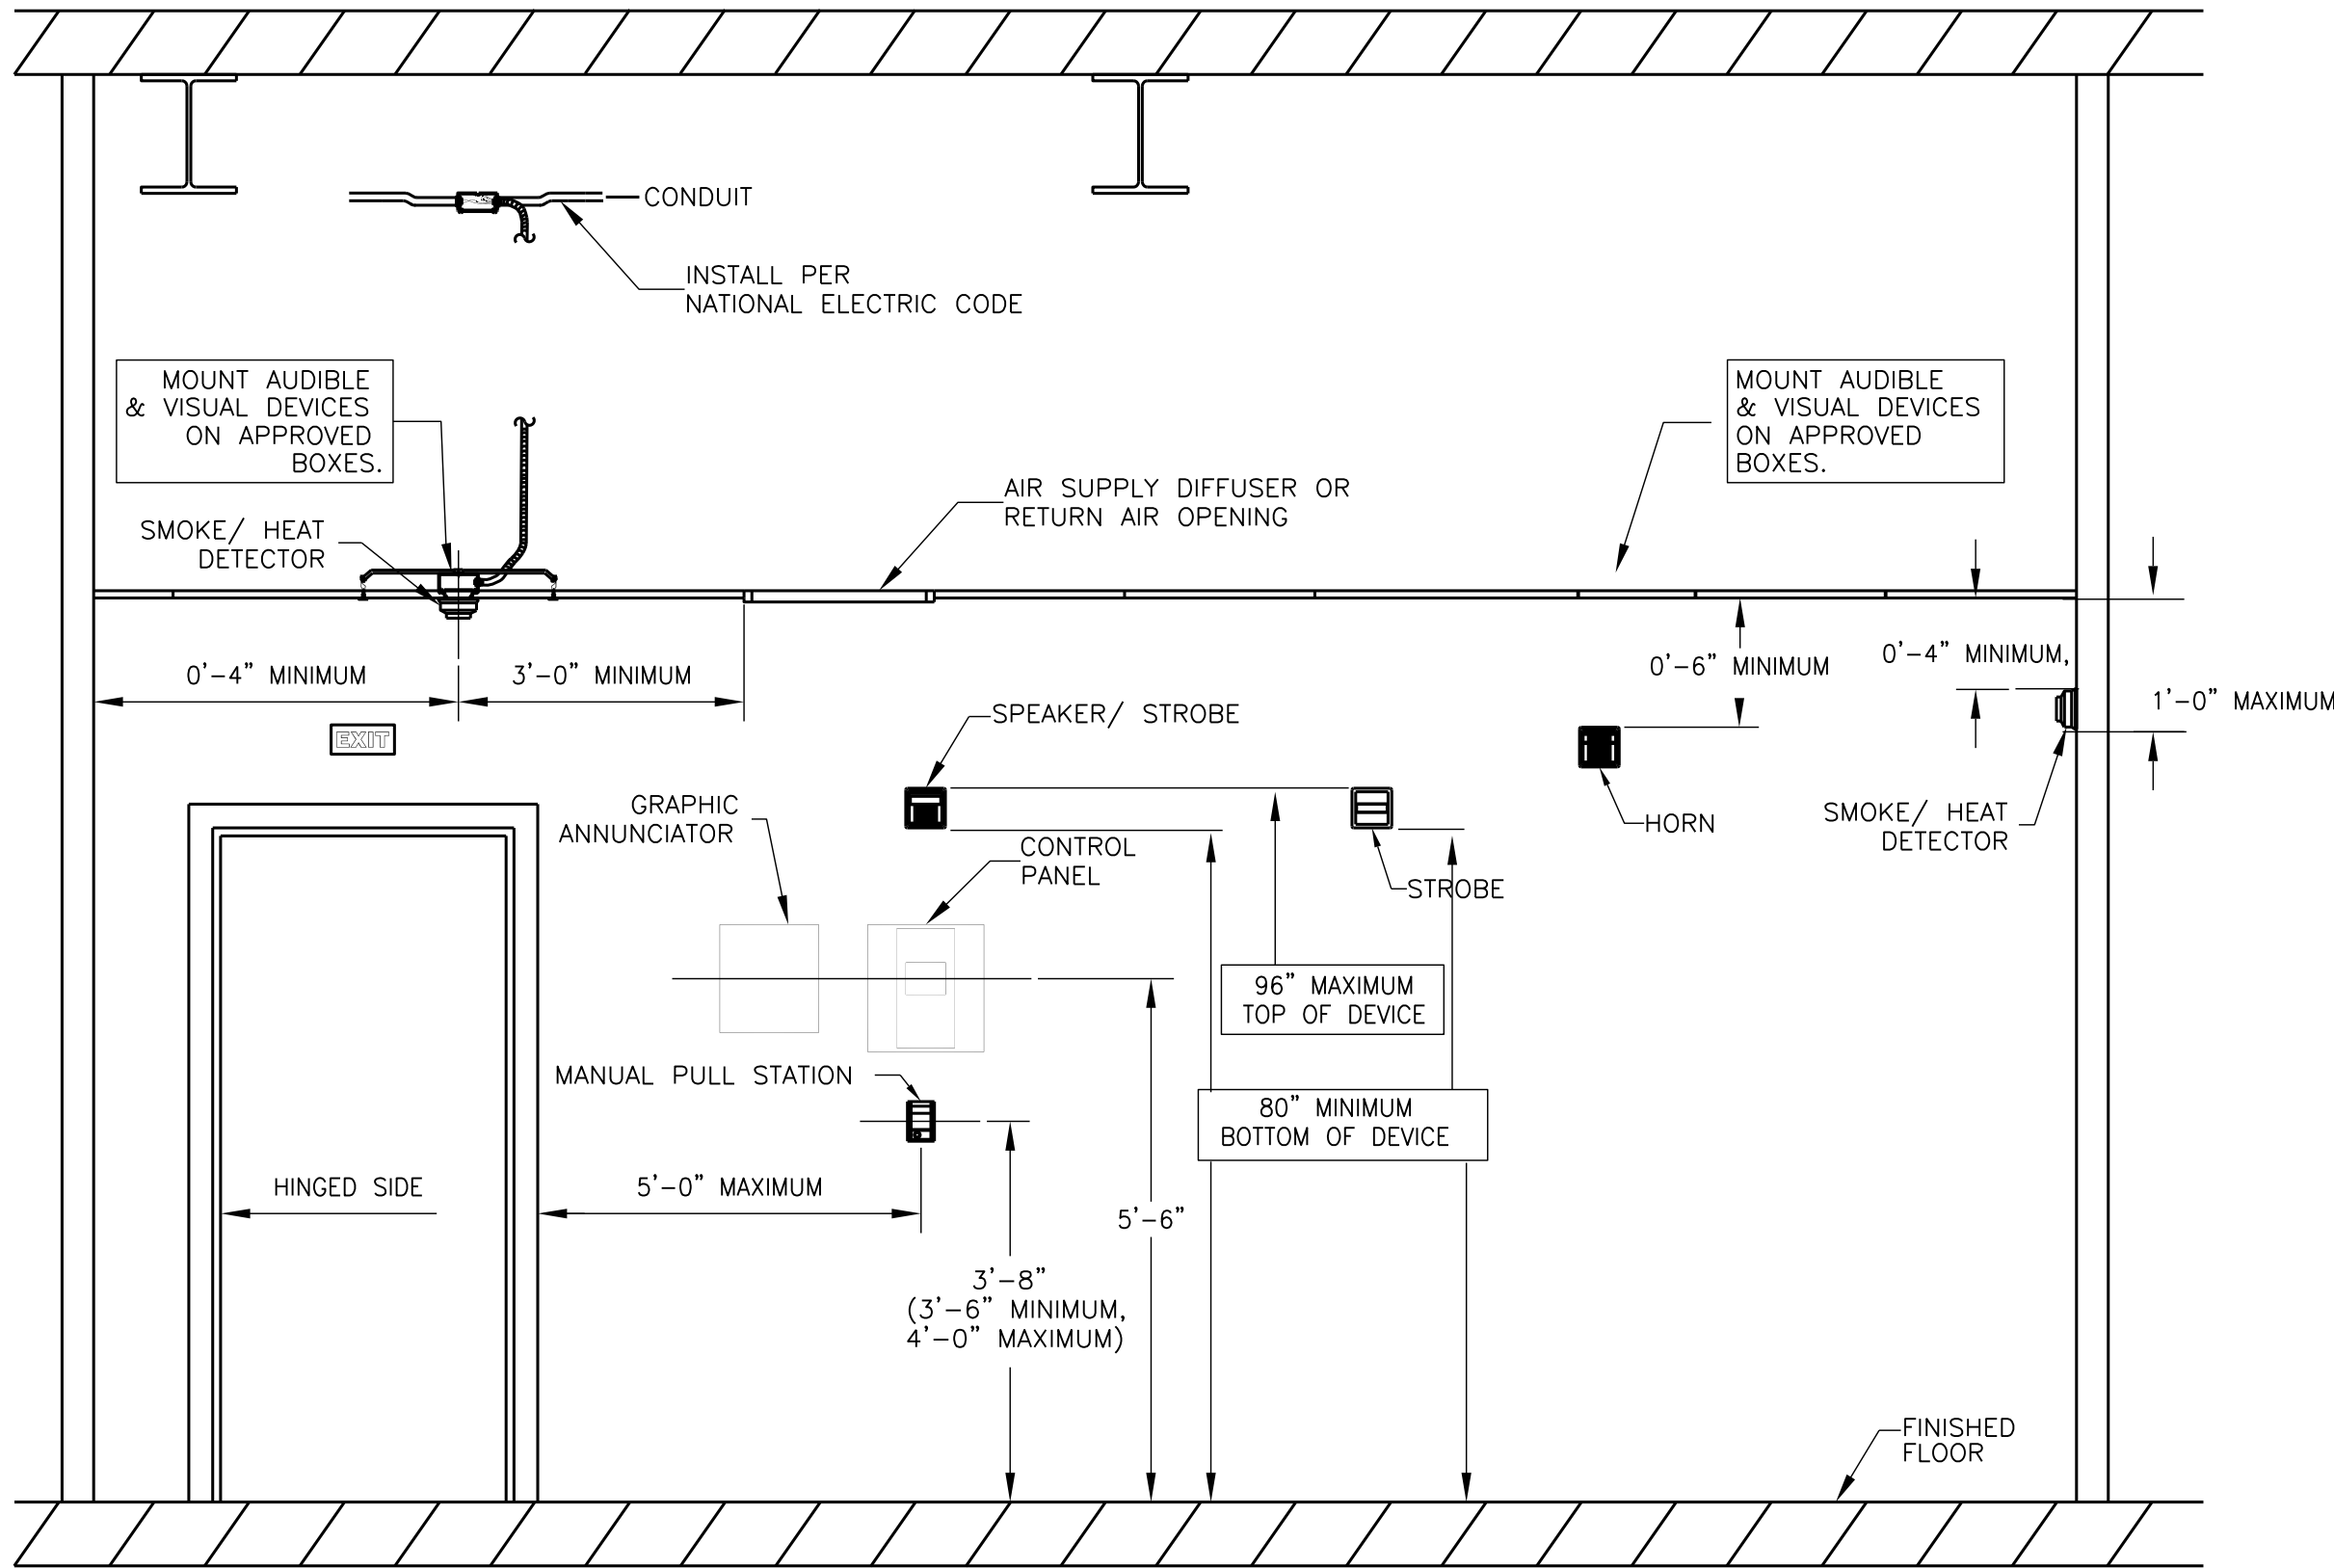 CONDUIT
INSTALL PER
NATIONAL ELECTRIC CODE
MOUNT AUDIBLE
& VISUAL DEVICES
ON APPROVED
BOXES.
MOUNT AUDIBLE
& VISUAL DEVICES
ON APPROVED
BOXES.
AIR SUPPLY DIFFUSER OR
RETURN AIR OPENING
SMOKE/ HEAT
DETECTOR
0'-4" MINIMUM
3'-0" MINIMUM
0'-6" MINIMUM
0'-4" MINIMUM,
1'-0" MAXIMUM
EXIT
SPEAKER/ STROBE
GRAPHIC
ANNUNCIATOR
CONTROL
PANEL
HORN
SMOKE/ HEAT
DETECTOR
STROBE
96" MAXIMUM
TOP OF DEVICE
MANUAL PULL STATION
80" MINIMUM
BOTTOM OF DEVICE
HINGED SIDE
5'-0" MAXIMUM
5'-6"
3'-8"
(3'-6" MINIMUM,
4'-0" MAXIMUM)
FINISHED
FLOOR